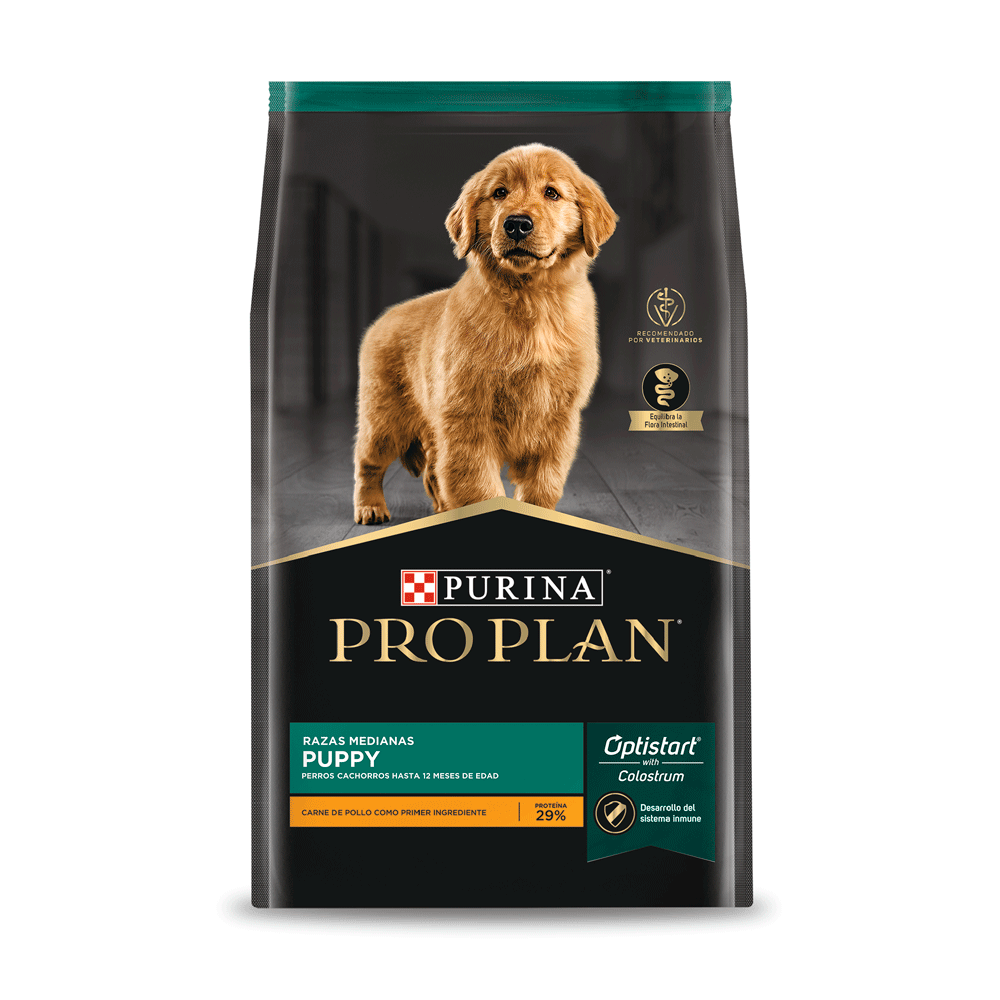 RECOMENDADO
POR VETERINARIOS
Equilibra la
Flora Intestinal
PURINA®
PRO PLAN®
RAZAS MEDIANAS
PUPPY
PERROS CACHORROS HASTA 12 MESES DE EDAD
CARNE DE POLLO COMO PRIMER INGREDIENTE
PROTEÍNA
29%
Optistart®
with
Colostrum
Desarrollo del
sistema inmune